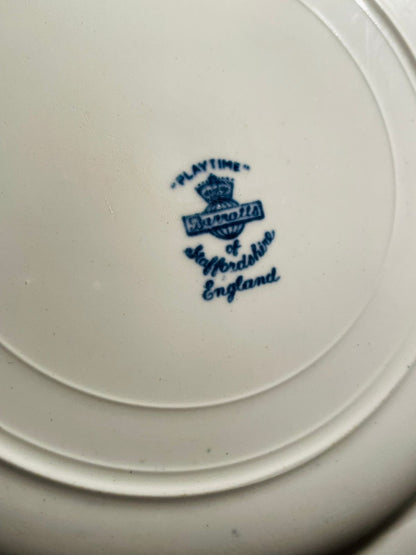 "PLAYTIME"
Barratts
of
Staffordshire
England